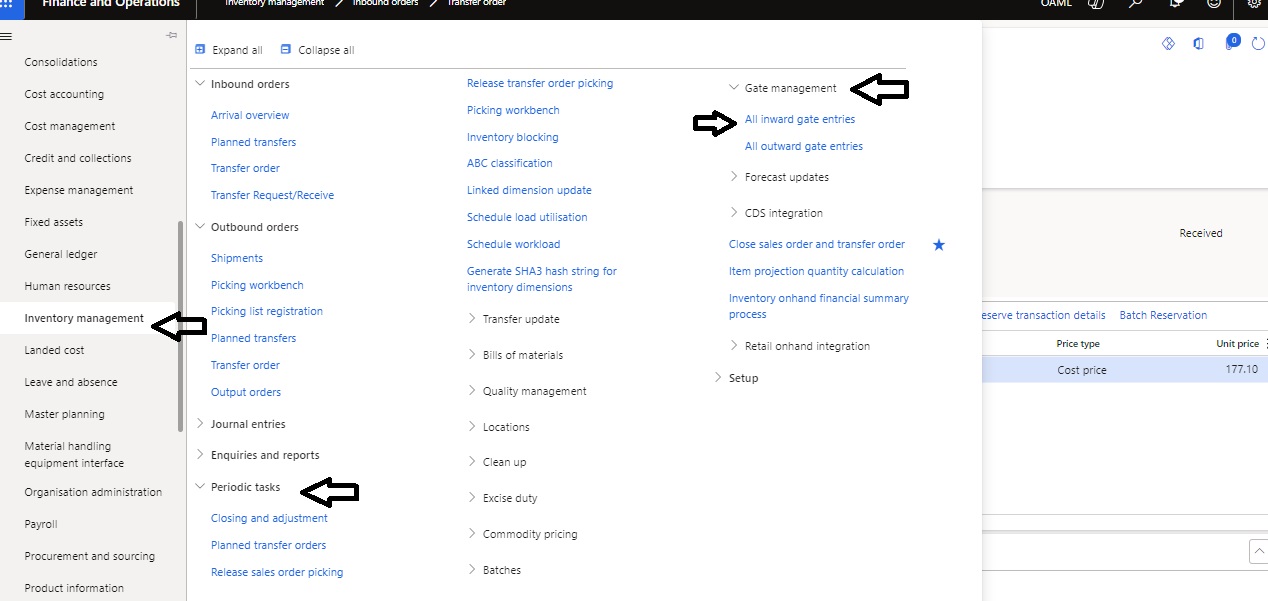 Finance and Operations
Inventory management
Inbound orders
Transfer order
OAML
Expand all
Collapse all
0
Consolidations
Cost accounting
Cost management
Credit and collections
Expense management
Fixed assets
General ledger
Human resources
Inventory management
Landed cost
Leave and absence
Master planning
Material handling
equipment interface
Organisation administration
Payroll
Procurement and sourcing
Product information
Inbound orders
Arrival overview
Planned transfers
Transfer order
Transfer Request/Receive
Outbound orders
Shipments
Picking workbench
Picking list registration
Planned transfers
Transfer order
Output orders
Journal entries
Enquiries and reports
Periodic tasks
Closing and adjustment
Planned transfer orders
Release sales order picking
Release transfer order picking
Picking workbench
Inventory blocking
ABC classification
Linked dimension update
Schedule load utilisation
Schedule workload
Generate SHA3 hash string for
inventory dimensions
Transfer update
Bills of materials
Quality management
Locations
Clean up
Excise duty
Commodity pricing
Batches
Gate management
All inward gate entries
All outward gate entries
Forecast updates
CDS integration
Close sales order and transfer order
Item projection quantity calculation
Inventory onhand financial summary
process
Retail onhand integration
Setup
Received
eserve transaction details
Batch Reservation
Price type
Unit price
Cost price
177.10